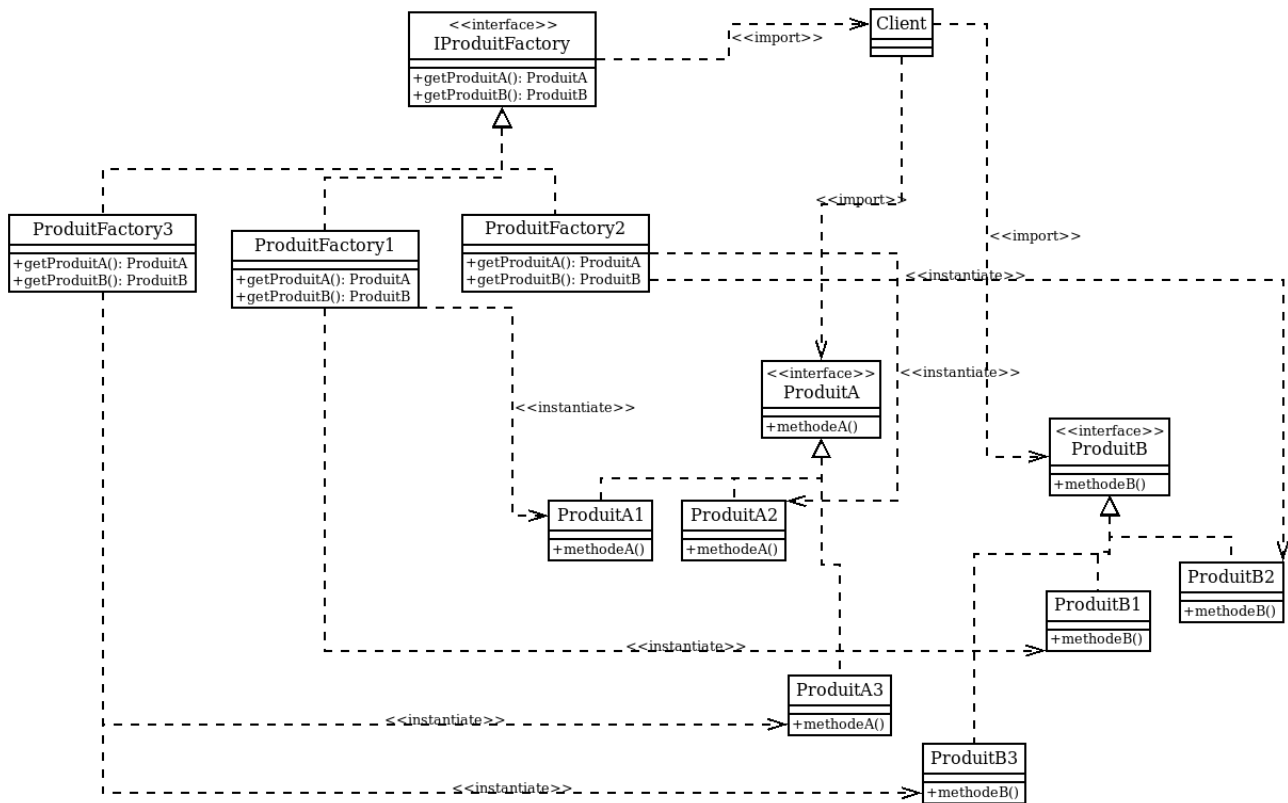 <<interface>>
IProduitFactory
+getProduitA(): ProduitA
+getProduitB(): ProduitB
<<import>>
Client
<<import>>
<<import>>
ProduitFactory3
+getProduitA(): ProduitA
+getProduitB(): ProduitB
ProduitFactory1
+getProduitA(): ProduitA
+getProduitB(): ProduitB
ProduitFactory2
+getProduitA(): ProduitA
+getProduitB(): ProduitB
<<instantiate>>
<<instantiate>>
<<instantiate>>
<<interface>>
ProduitA
+methodeA()
<<interface>>
ProduitB
+methodeB()
ProduitA1
+methodeA()
ProduitA2
+methodeA()
ProduitB2
+methodeB()
ProduitB1
+methodeB()
<<instantiate>>
ProduitA3
+methodeA()
<<instantiate>>
ProduitB3
+methodeB()
<<instantiate>>